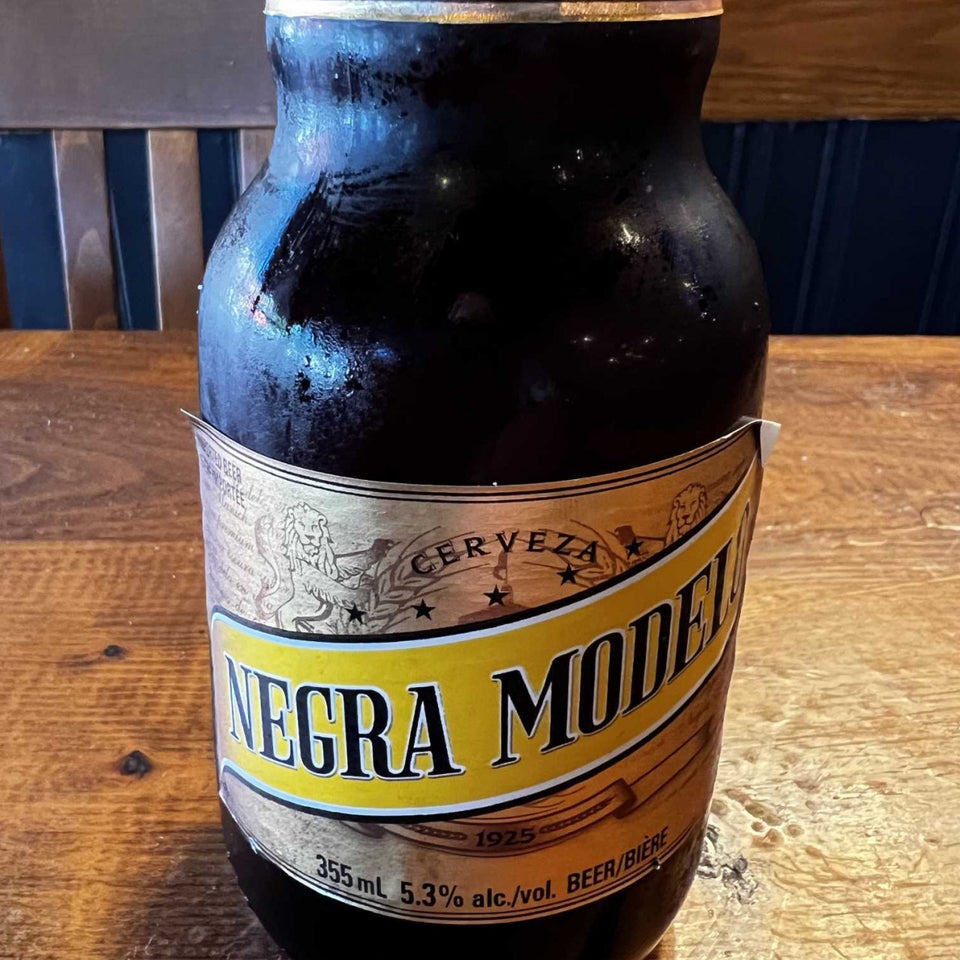 CERVEZA
NEGRA MODELO
1925
355 mL 5.3% alc./vol. BEER/BIÈRE